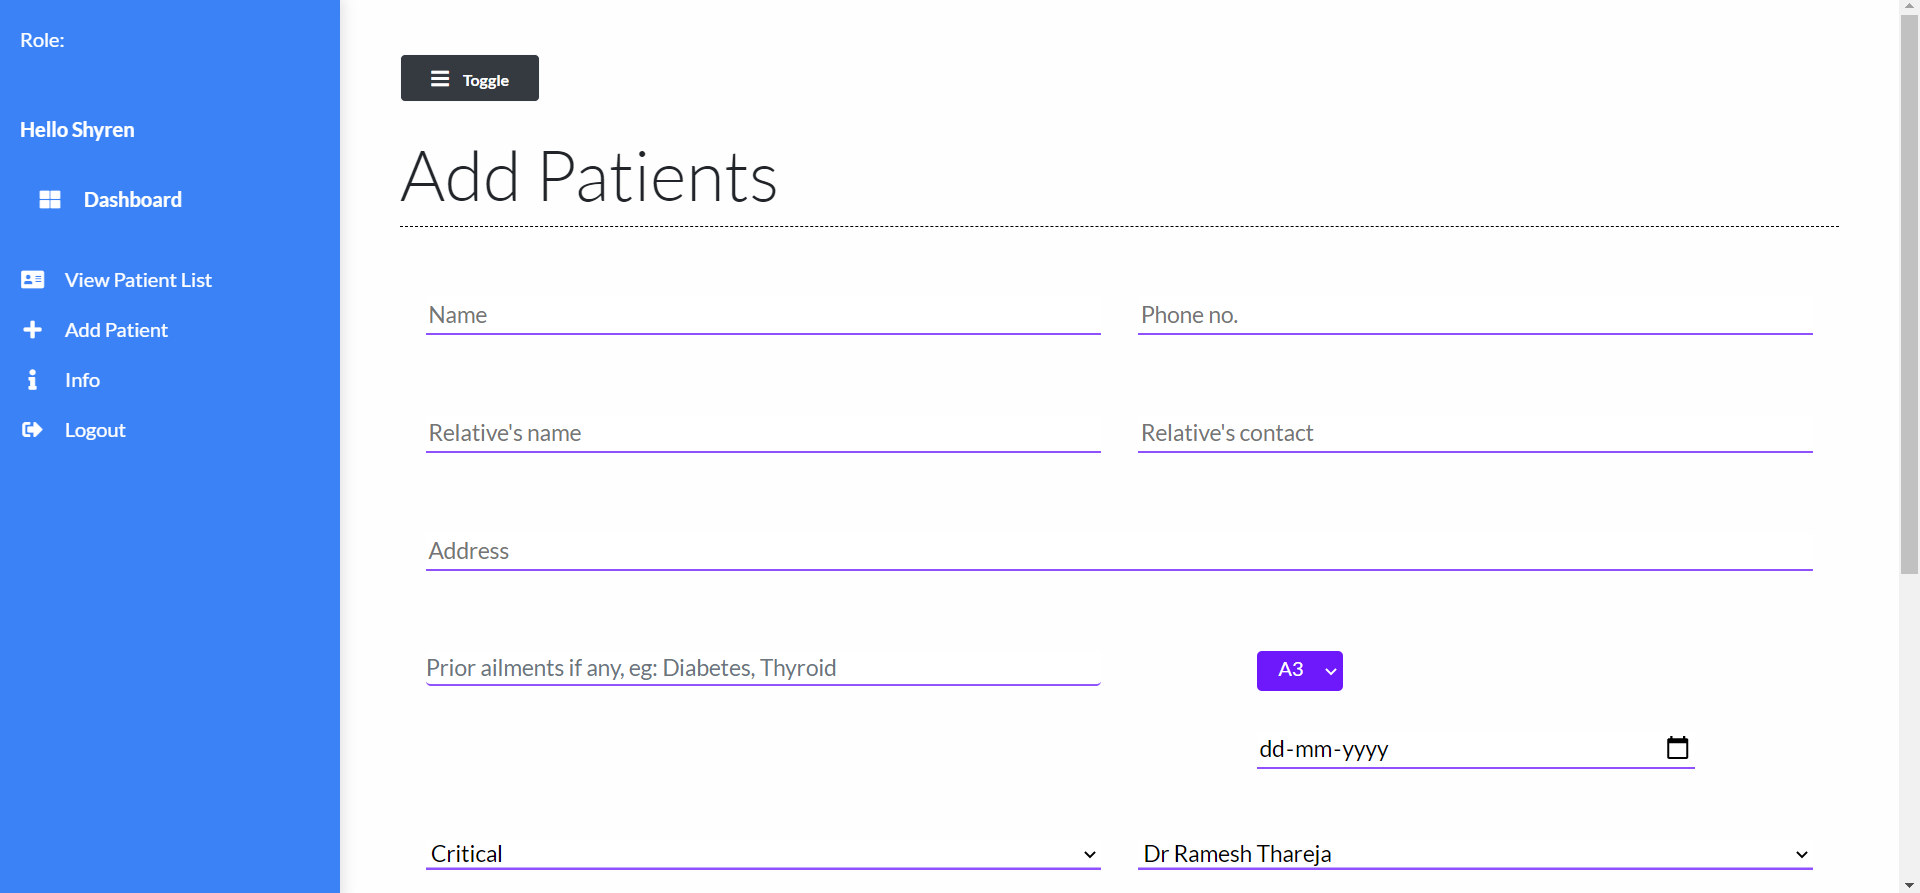 Role:
Hello Shyren
Dashboard
View Patient List
Add Patient
Info
Logout
Toggle
Add Patients
Name
Phone no.
Relative's name
Relative's contact
Address
Prior ailments if any, eg: Diabetes, Thyroid
A3
dd-mm-yyyy
Critical
Dr Ramesh Thareja